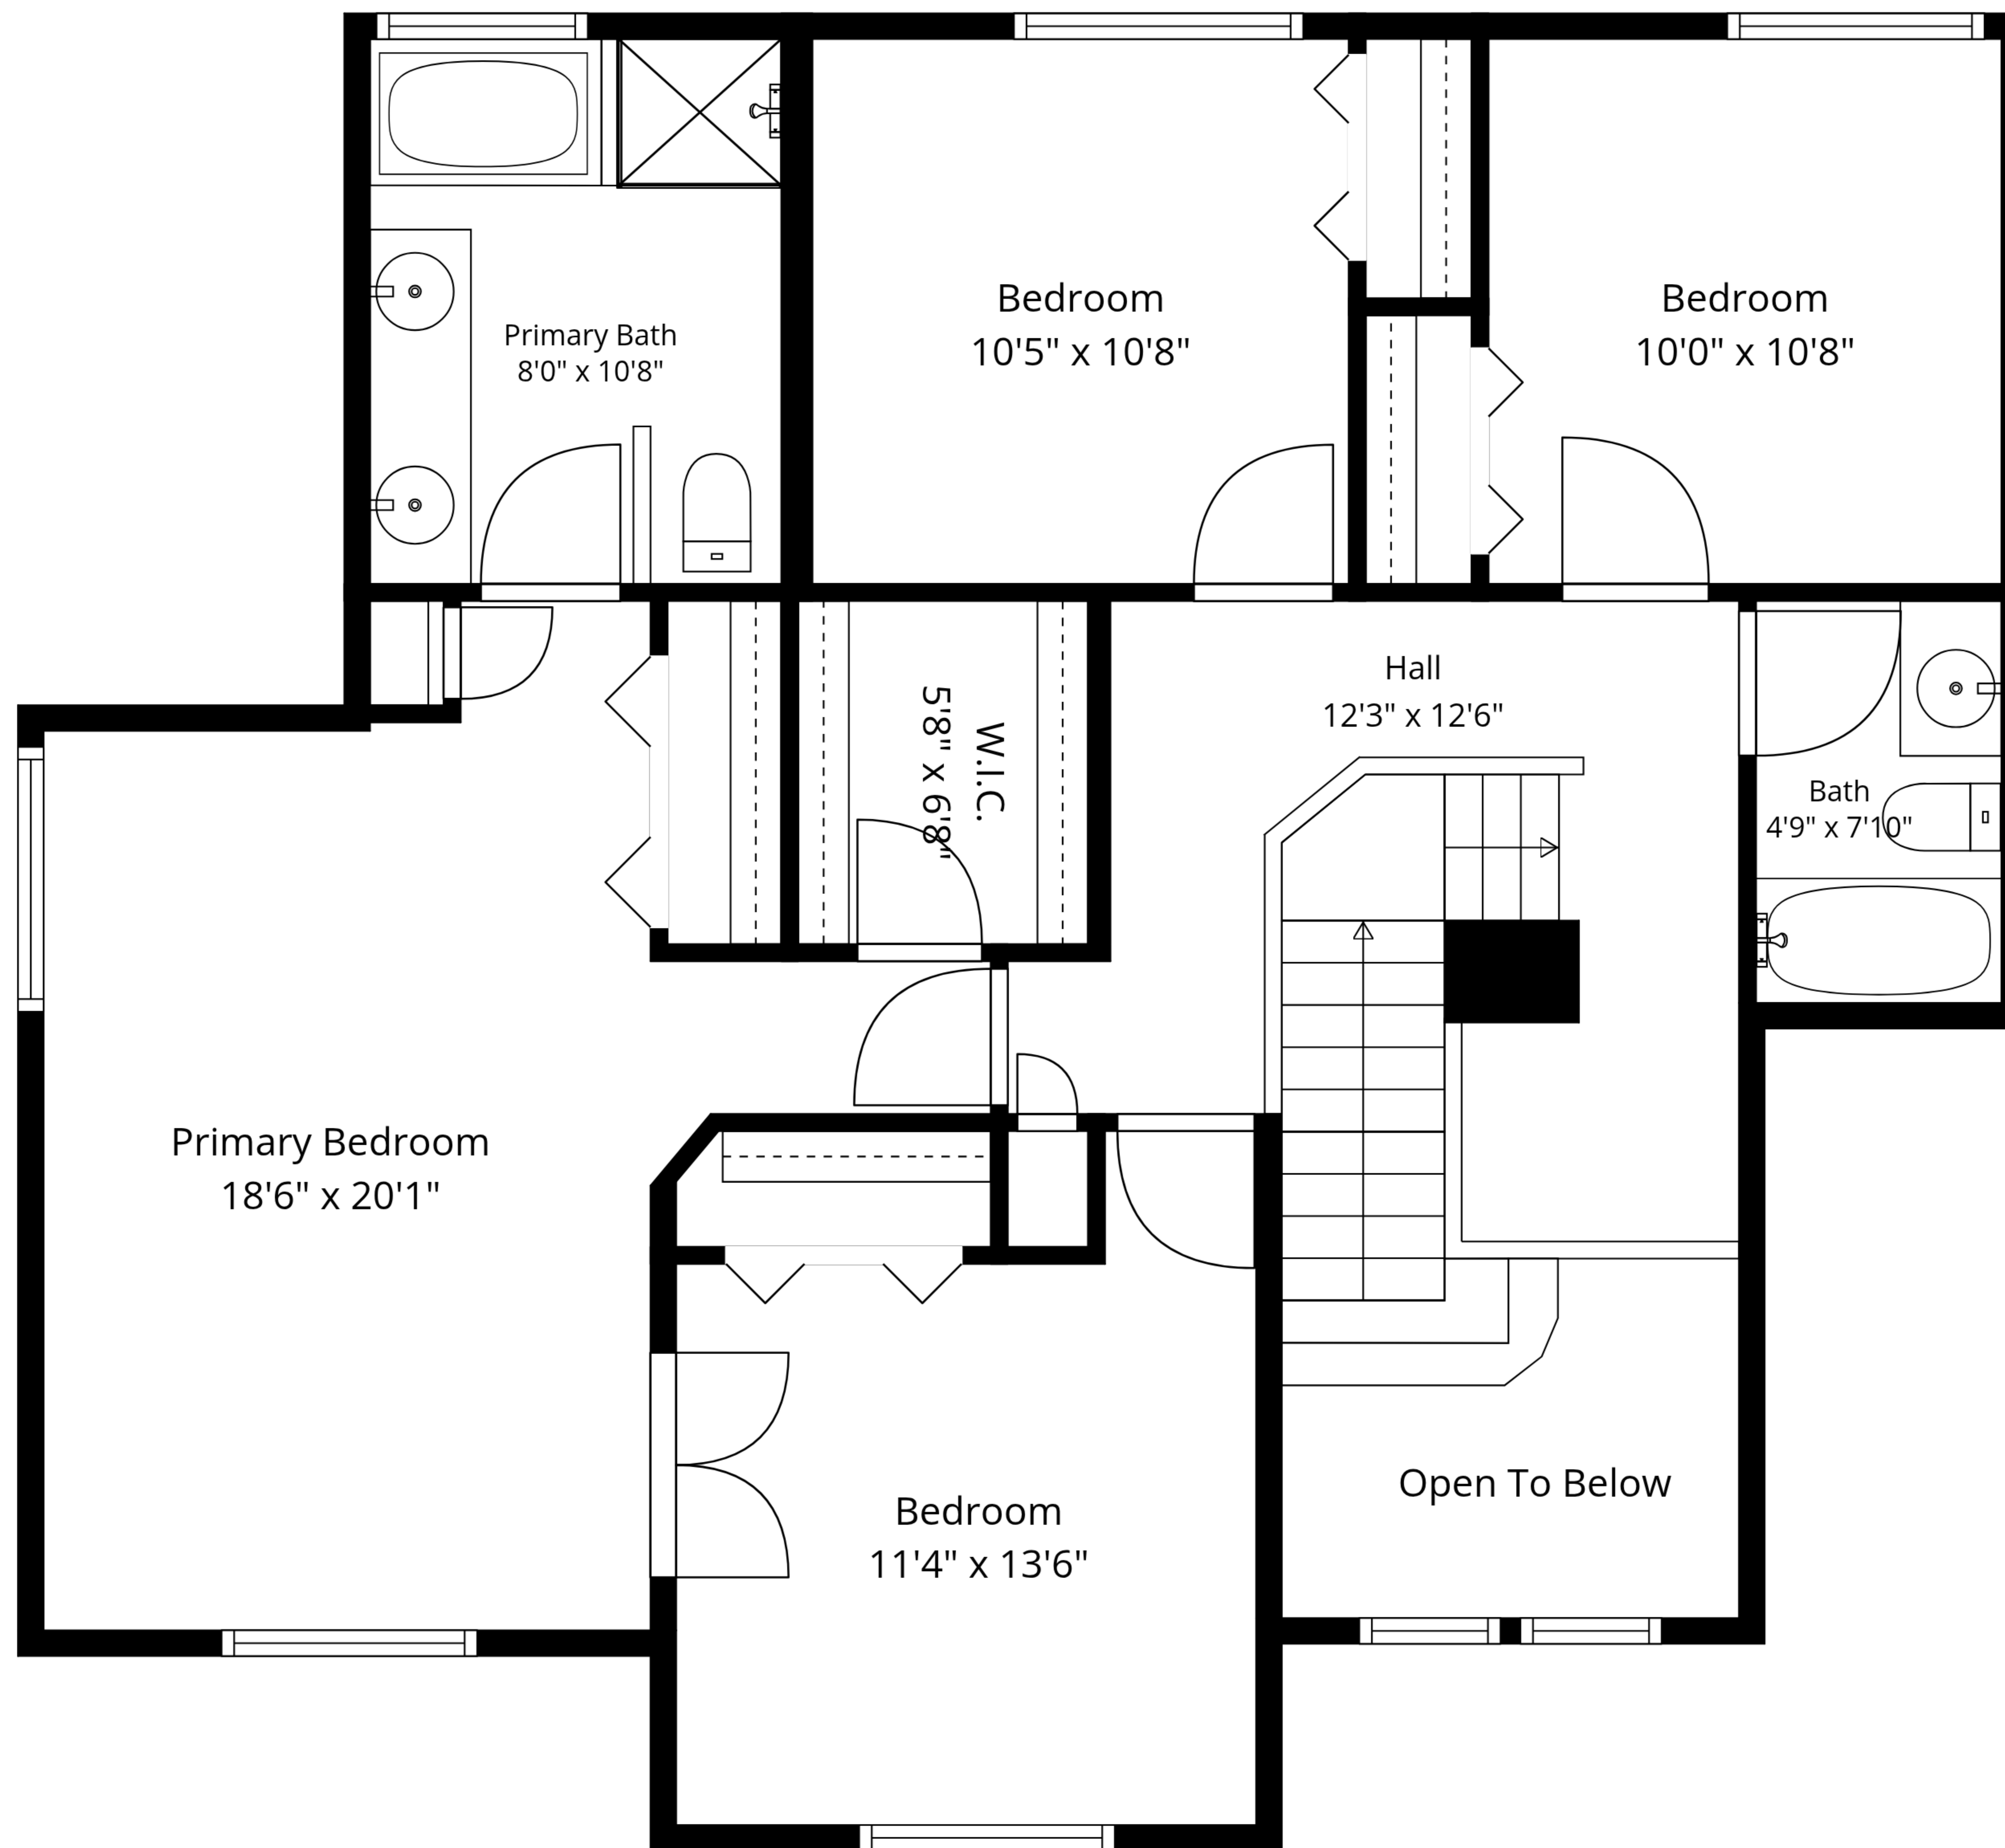 Bedroom
10'5" x 10'8"
Bedroom
10'0" x 10'8"
Primary Bath
8'0" x 10'8"
Hall
12'3" x 12'6"
W.I.C.
5'8" x 6'8"
Bath
4'9" x 7'10"
Primary Bedroom
18'6" x 20'1"
Open To Below
Bedroom
11'4" x 13'6"